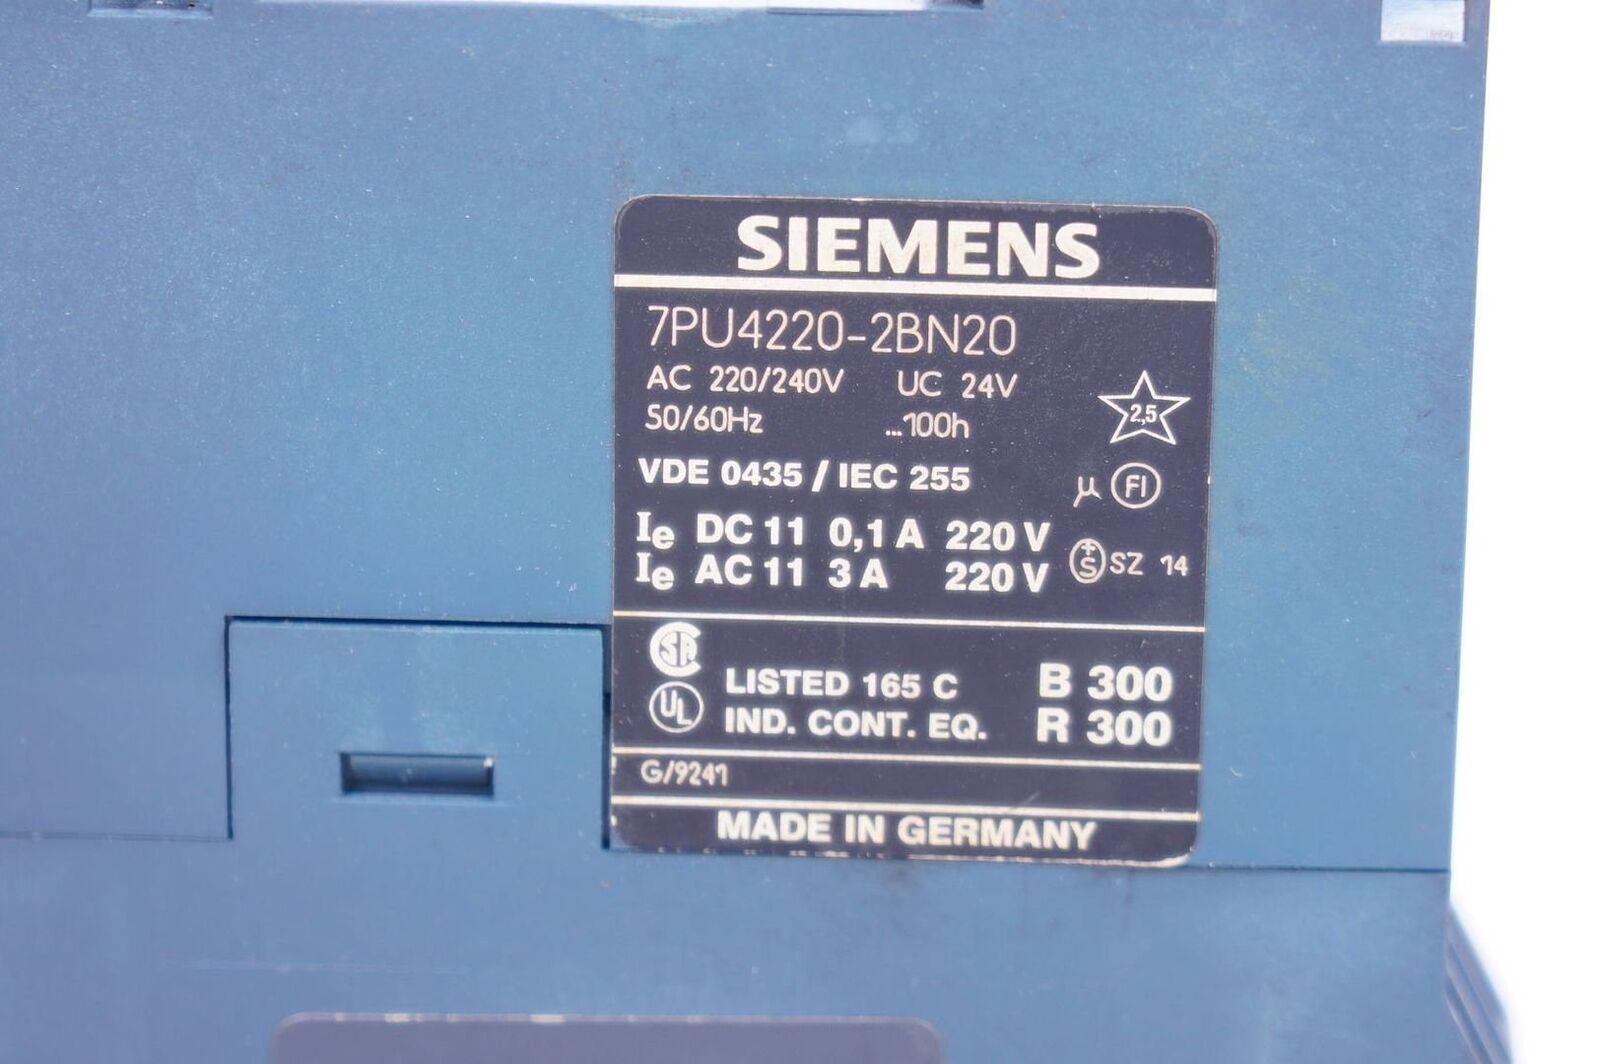 SIEMENS
7PU4220-2BN20
AC 220/240V UC 24V
50/60Hz ...100h
2,5
VDE 0435 / IEC 255
µ FI
Ie DC 11 0,1 A 220 V
Ie AC 11 3 A 220 V
+S SZ 14
CSA
UL
LISTED 165 C B 300
IND. CONT. EQ. R 300
G/9241
MADE IN GERMANY